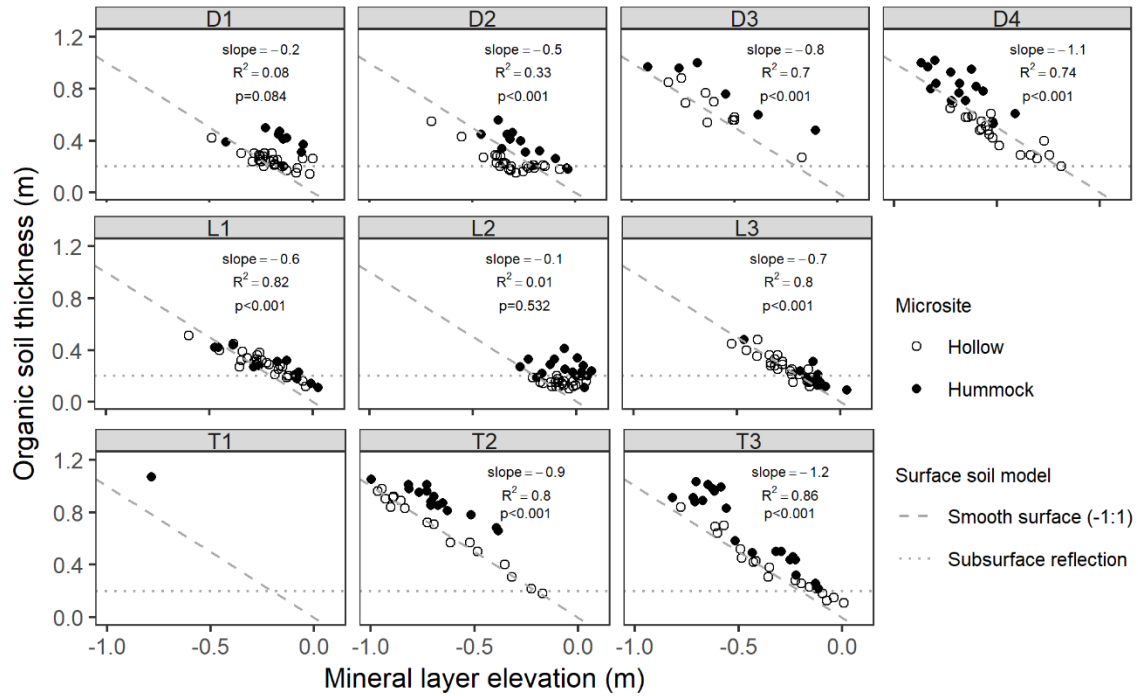 D1
D2
D3
D4
1.2
0.8
0.4
0.0
slope = −0.2
R² = 0.08
p=0.084
slope = −0.5
R² = 0.33
p<0.001
slope = −0.8
R² = 0.7
p<0.001
slope = −1.1
R² = 0.74
p<0.001
L1
L2
L3
1.2
0.8
0.4
0.0
slope = −0.6
R² = 0.82
p<0.001
slope = −0.1
R² = 0.01
p=0.532
slope = −0.7
R² = 0.8
p<0.001
T1
T2
T3
1.2
0.8
0.4
0.0
slope = −0.9
R² = 0.8
p<0.001
slope = −1.2
R² = 0.86
p<0.001
-1.0 -0.5 0.0
-1.0 -0.5 0.0
-1.0 -0.5 0.0
Organic soil thickness (m)
Mineral layer elevation (m)
Microsite
Hollow
Hummock
Surface soil model
Smooth surface (-1:1)
Subsurface reflection